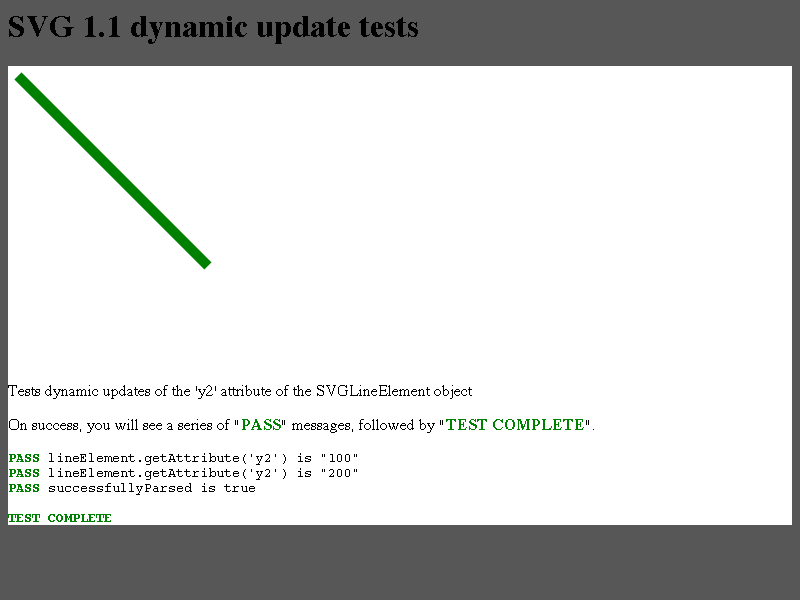 SVG 1.1 dynamic update tests
Tests dynamic updates of the 'y2' attribute of the SVGLineElement object
On success, you will see a series of "PASS" messages, followed by "TEST COMPLETE".
PASS lineElement.getAttribute('y2') is "100"
PASS lineElement.getAttribute('y2') is "200"
PASS successfullyParsed is true
TEST COMPLETE